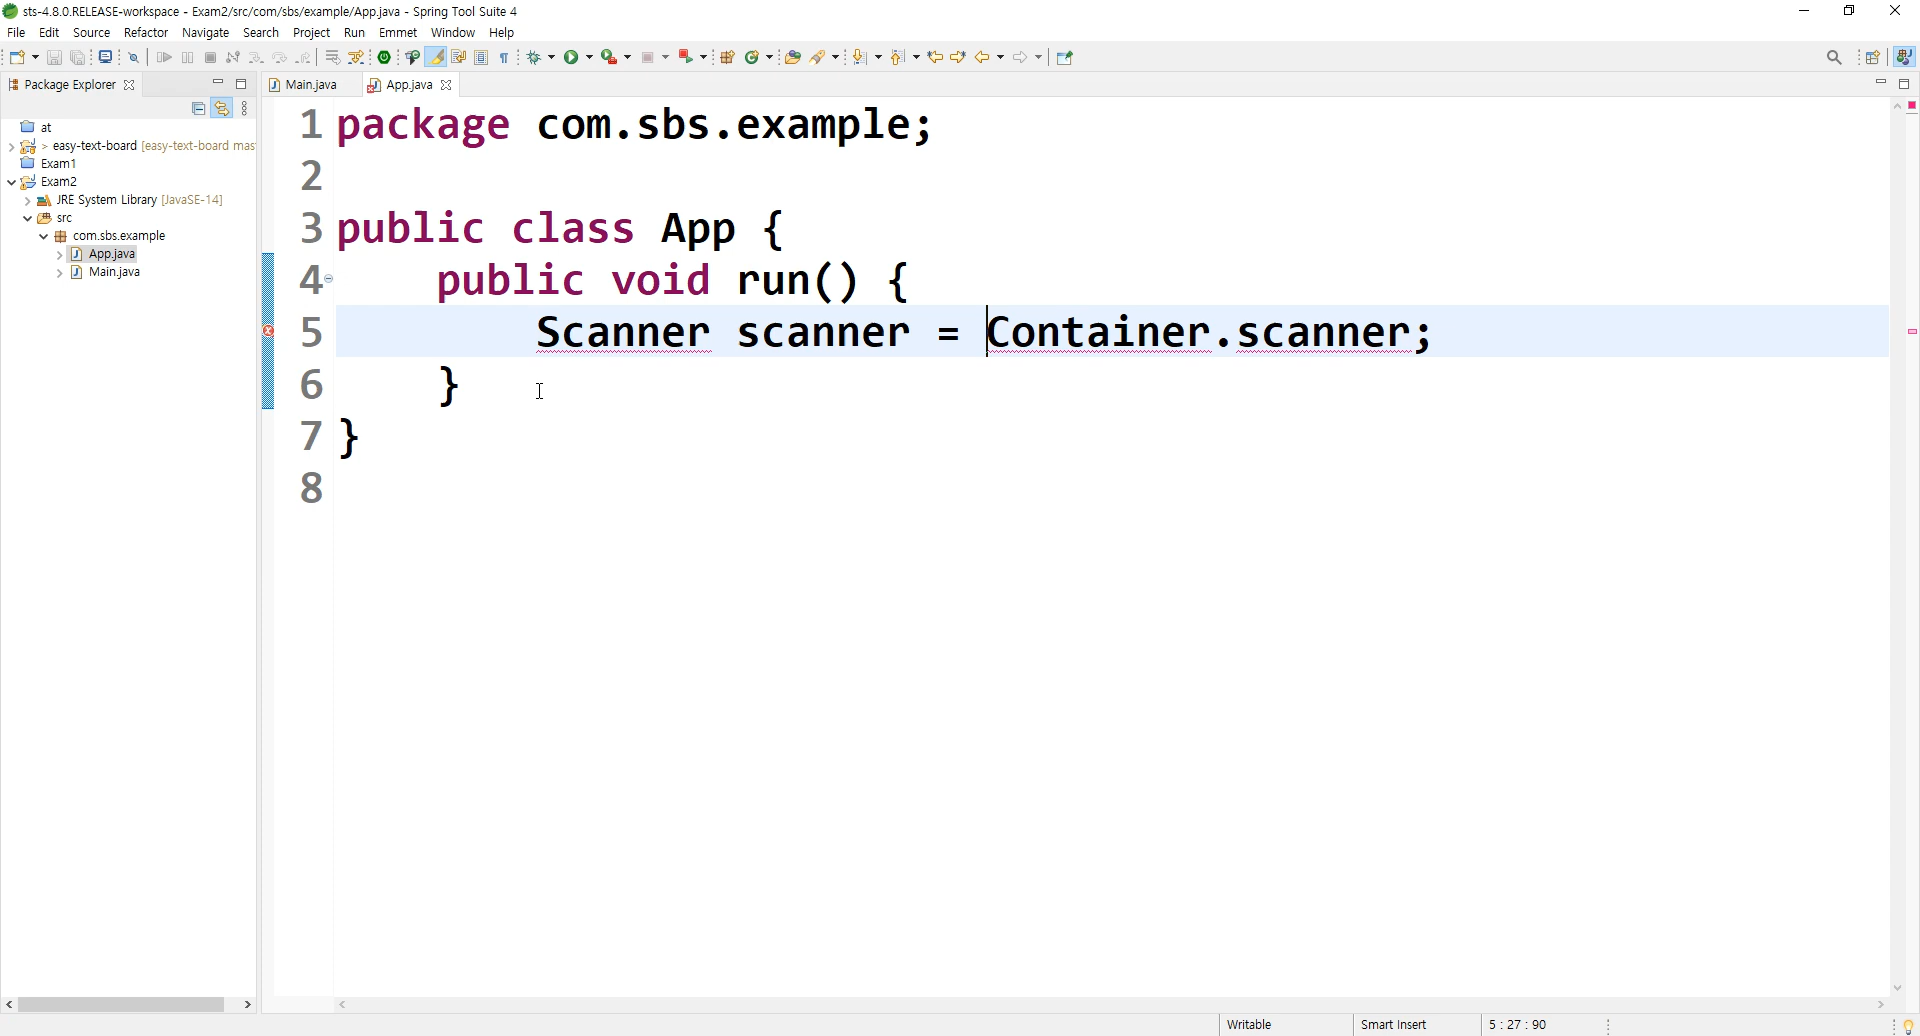 sts-4.8.0.RELEASE-workspace - Exam2/src/com/sbs/example/App.java - Spring Tool Suite 4
File Edit Source Refactor Navigate Search Project Run Emmet Window Help
Package Explorer
Main.java
App.java
at
> easy-text-board [easy-text-board mas
Exam1
Exam2
JRE System Library [JavaSE-14]
src
com.sbs.example
App.java
Main.java
1 package com.sbs.example;
2
3 public class App {
4 public void run() {
5 Scanner scanner = Container.scanner;
6 }
7 }
8
Writable
Smart Insert
5 : 27 : 90